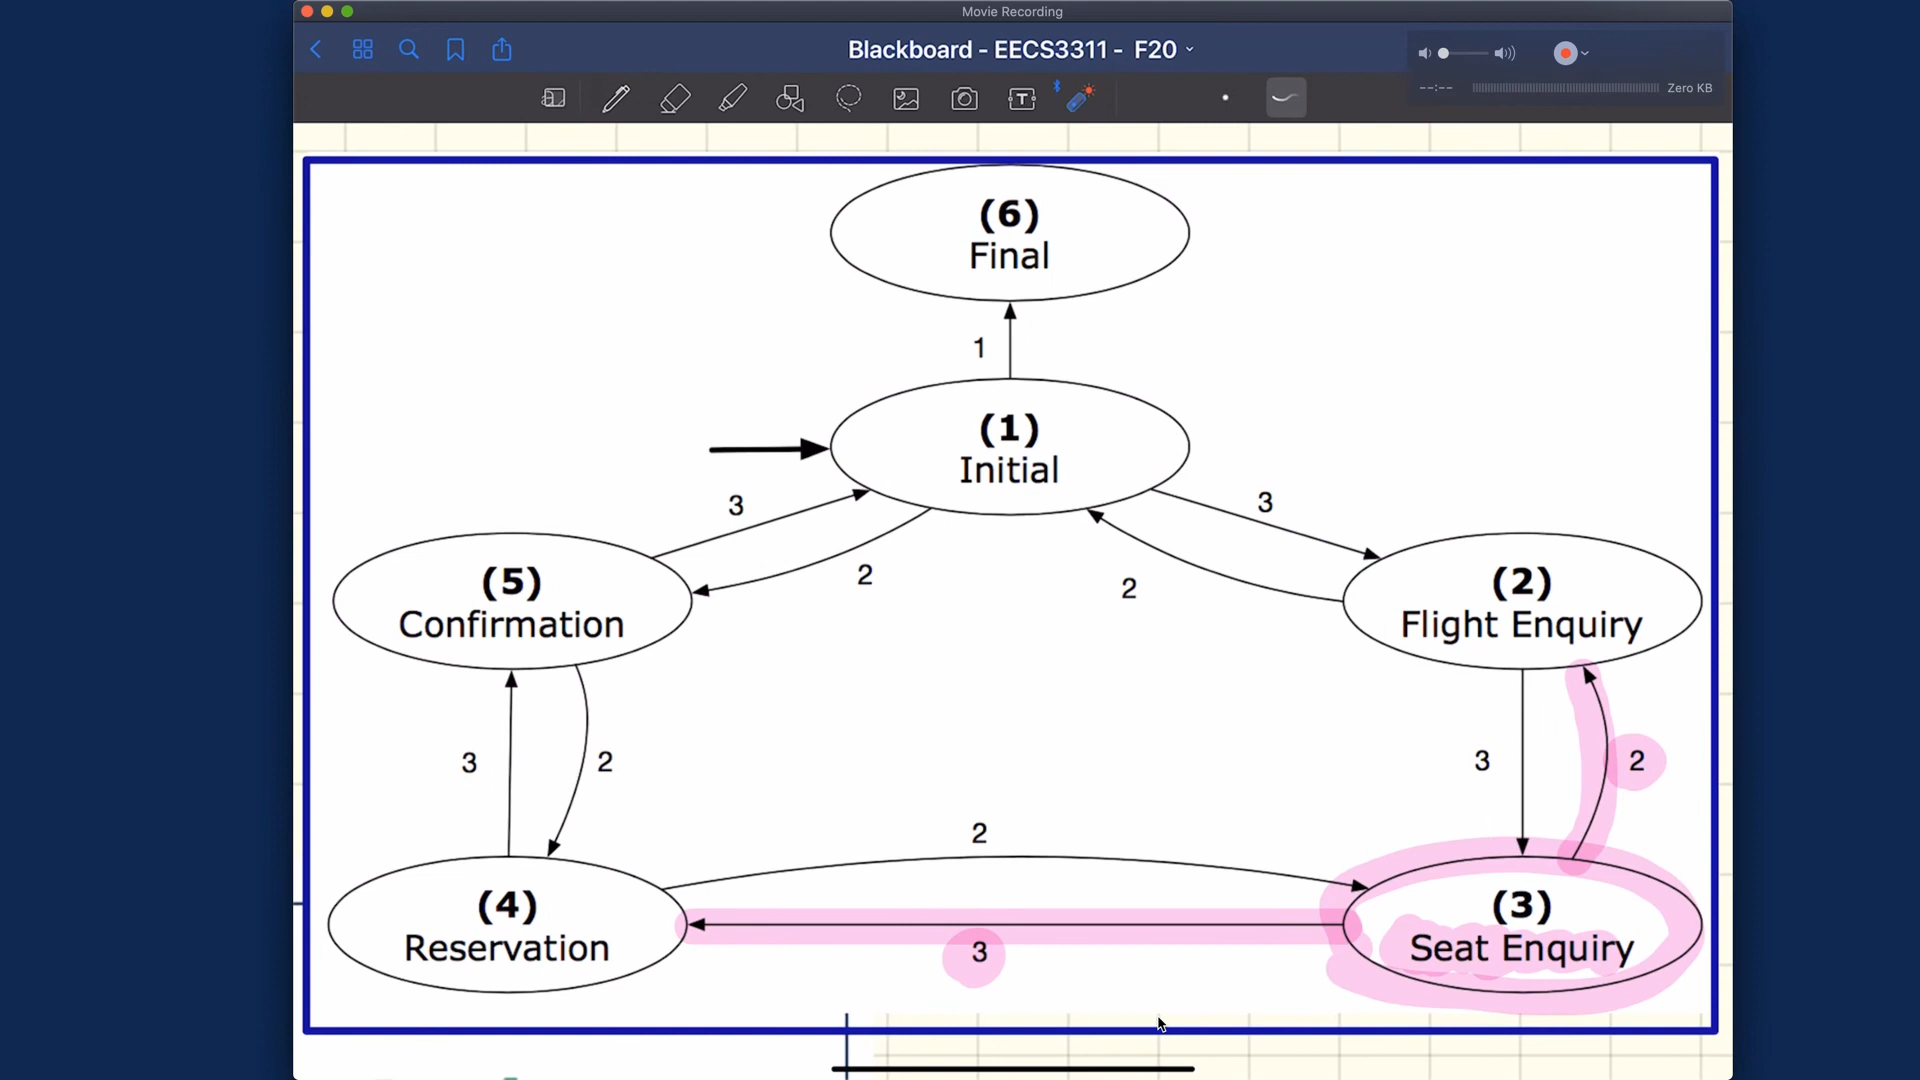 Movie Recording
Blackboard - EECS3311 - F20
--:--
Zero KB
(6)
Final
1
(1)
Initial
3
3
2
2
(5)
Confirmation
(2)
Flight Enquiry
3
2
3
2
2
(4)
Reservation
3
(3)
Seat Enquiry